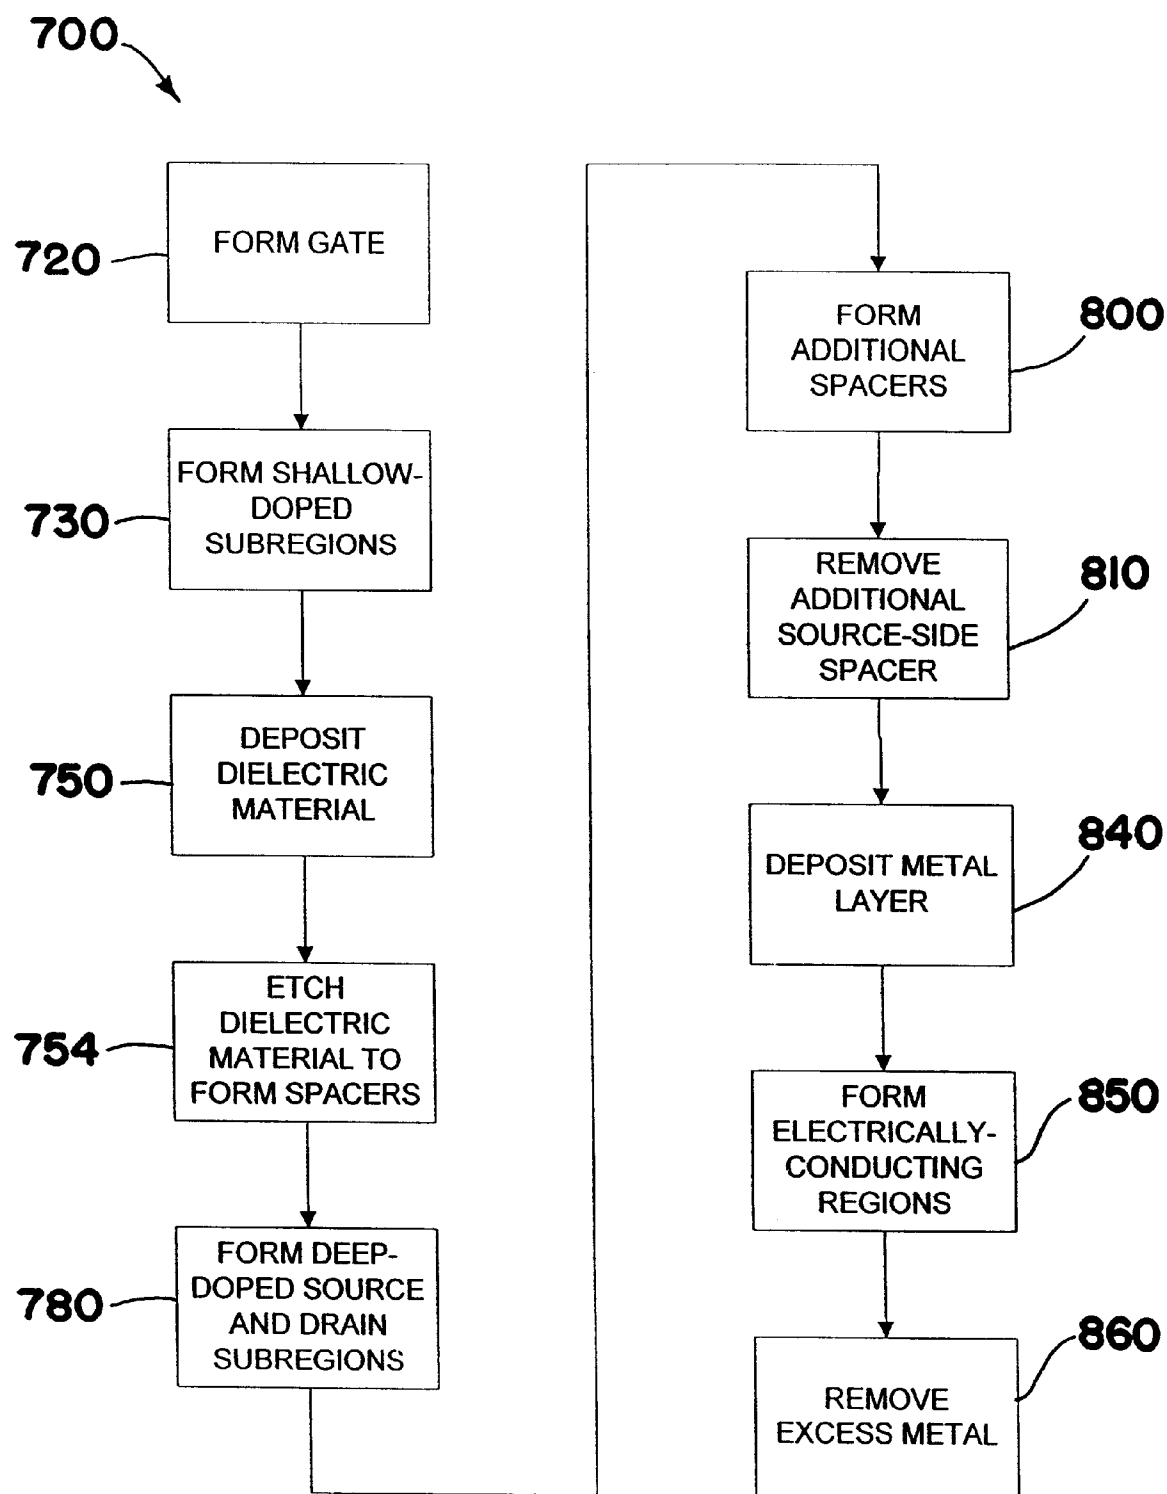 700
720
FORM GATE
730
FORM SHALLOW-
DOPED
SUBREGIONS
750
DEPOSIT
DIELECTRIC
MATERIAL
754
ETCH
DIELECTRIC
MATERIAL TO
FORM SPACERS
780
FORM DEEP-
DOPED SOURCE
AND DRAIN
SUBREGIONS
FORM
ADDITIONAL
SPACERS
800
REMOVE
ADDITIONAL
SOURCE-SIDE
SPACER
810
DEPOSIT METAL
LAYER
840
FORM
ELECTRICALLY-
CONDUCTING
REGIONS
850
REMOVE
EXCESS METAL
860